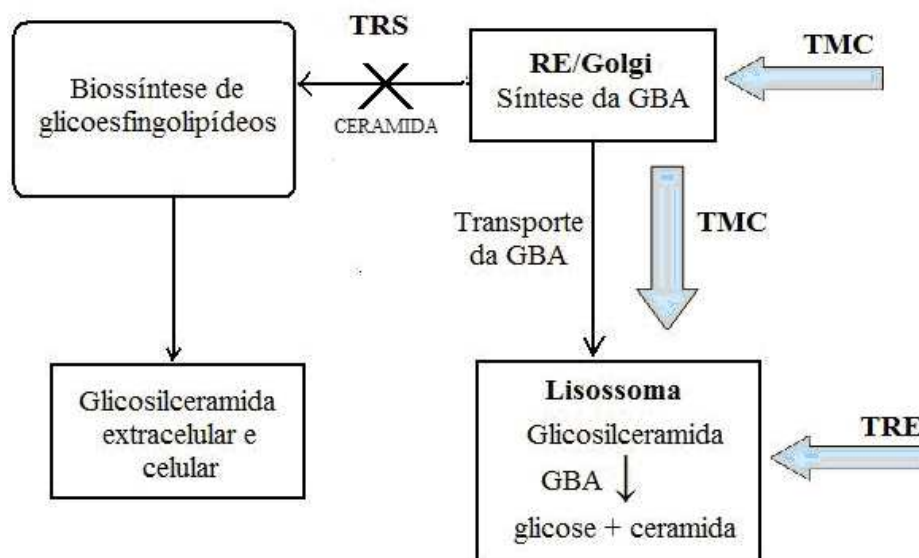 TRS
Biossíntese de
glicoesfingolipídeos
CERAMIDA
RE/Golgi
Síntese da GBA
TMC
Transporte
da GBA
TMC
Glicosilceramida
extracelular e
celular
Lisossoma
Glicosilceramida
GBA
glicose + ceramida
TRE